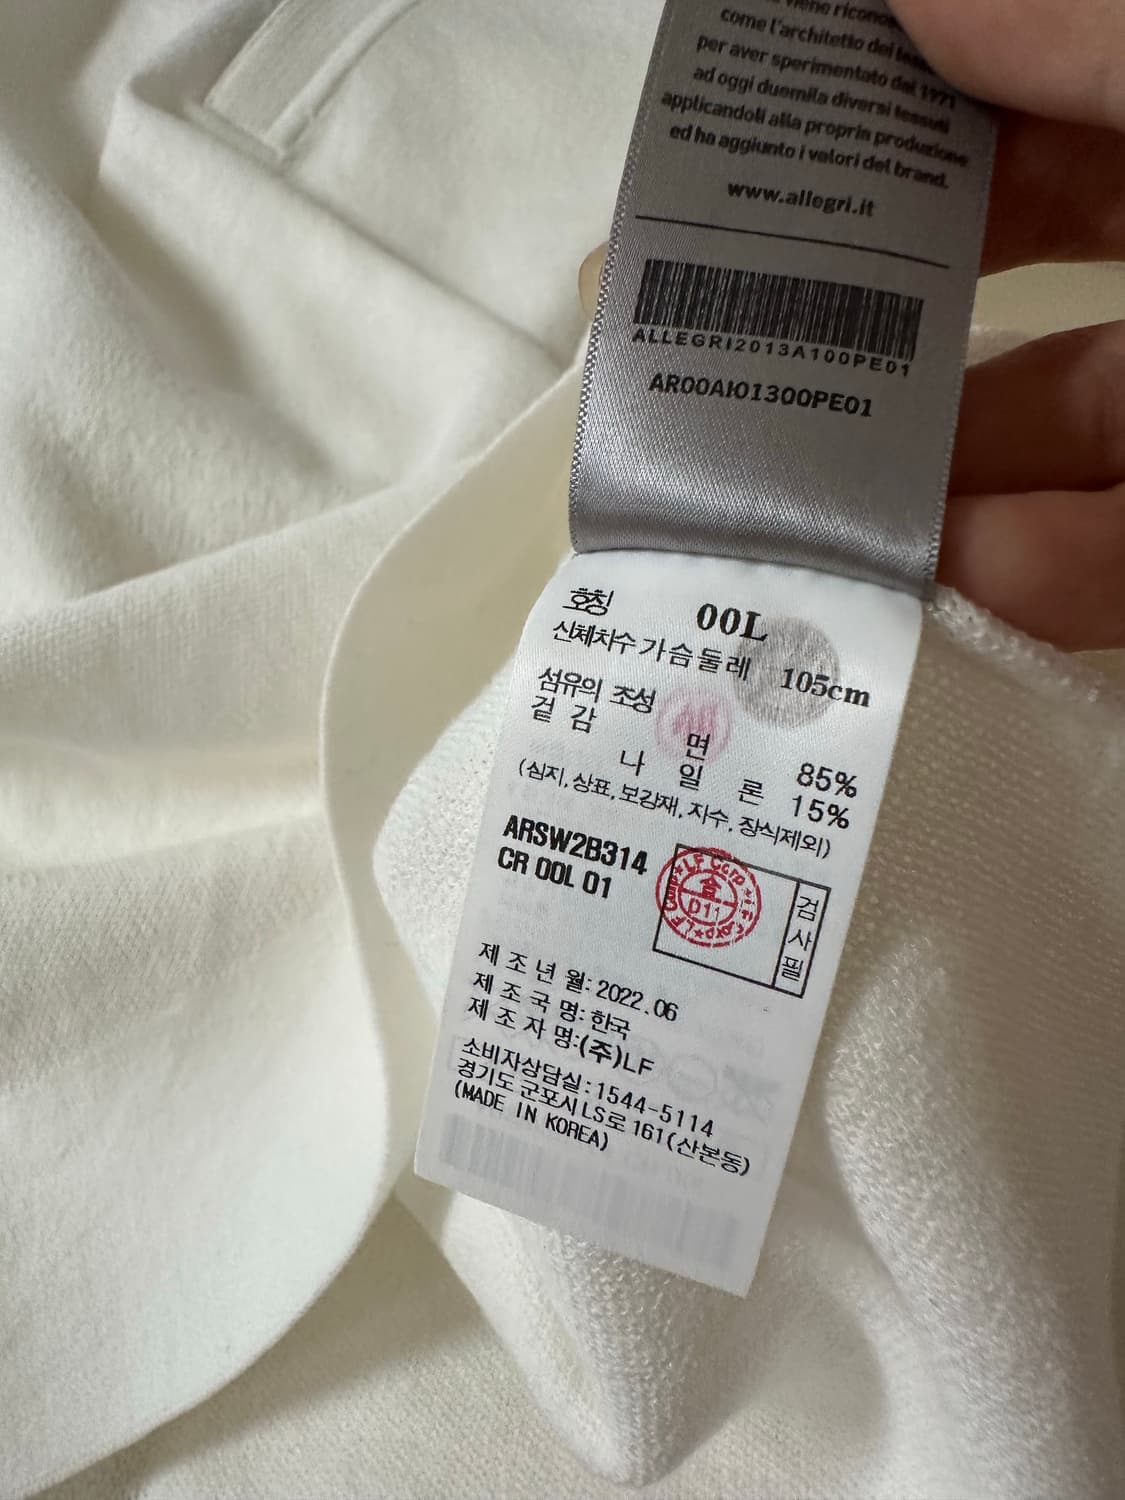 viene
come l'architetto dei
per aver sperimentato dal 1971
ad oggi duemila diversi tessuti
applicandoli alla propria produzione
ed ha aggiunto i valori del brand.
www.allegri.it
ALLEGRI2013A100PE01
AR00AI01300PE01
호칭 00L
신체치수 가슴둘레 105cm
섬유의 조성
겉감 면 85%
나일론 15%
(심지,상표,보강재,자수,장식제외)
ARSW2B314
CR 00L 01
LF Corp
合
D11
검사필
제조년월: 2022.06
제조국명: 한국
제조자명:(주)LF
소비자상담실:1544-5114
경기도 군포시 LS로 161(산본동)
(MADE IN KOREA)